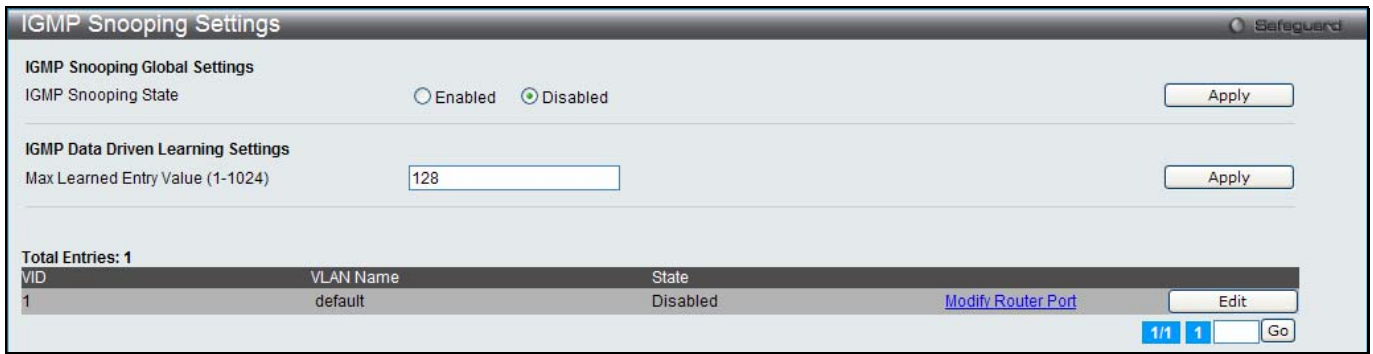 IGMP Snooping Settings
Safeguard
IGMP Snooping Global Settings
IGMP Snooping State Enabled Disabled Apply
IGMP Data Driven Learning Settings
Max Learned Entry Value (1-1024) 128 Apply
Total Entries: 1
VID VLAN Name State
1 default Disabled Modify Router Port Edit
1/1 1 Go